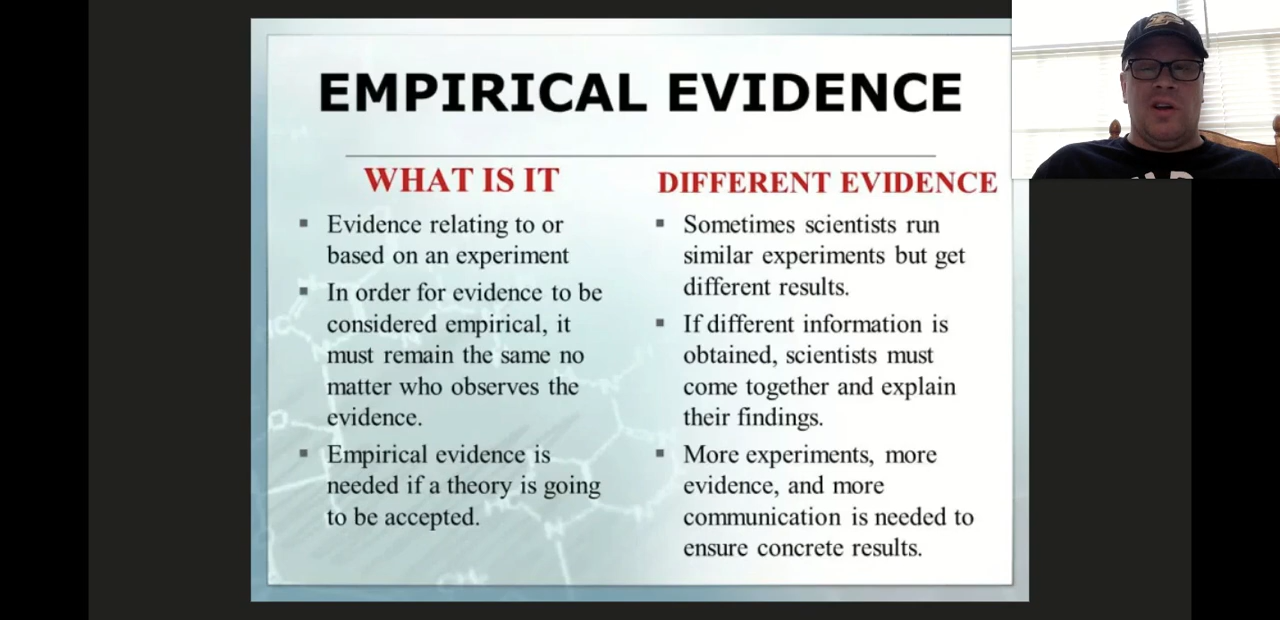 EMPIRICAL EVIDENCE
WHAT IS IT
▪ Evidence relating to or
based on an experiment
▪ In order for evidence to be
considered empirical, it
must remain the same no
matter who observes the
evidence.
▪ Empirical evidence is
needed if a theory is going
to be accepted.
DIFFERENT EVIDENCE
▪ Sometimes scientists run
similar experiments but get
different results.
▪ If different information is
obtained, scientists must
come together and explain
their findings.
▪ More experiments, more
evidence, and more
communication is needed to
ensure concrete results.